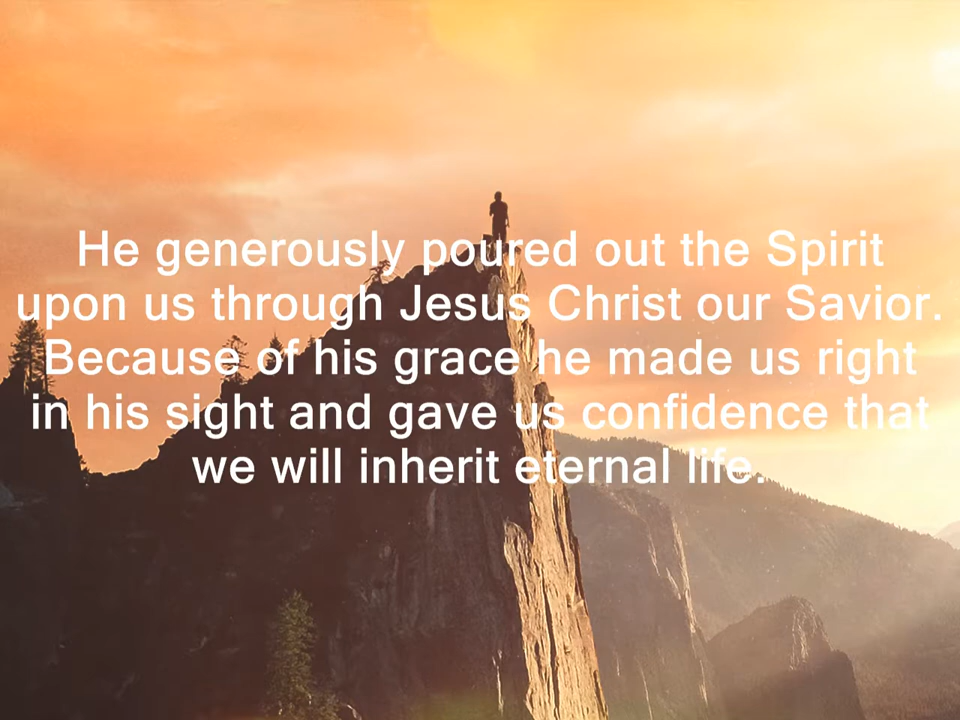 He generously poured out the Spirit
upon us through Jesus Christ our Savior.
Because of his grace he made us right
in his sight and gave us confidence that
we will inherit eternal life.